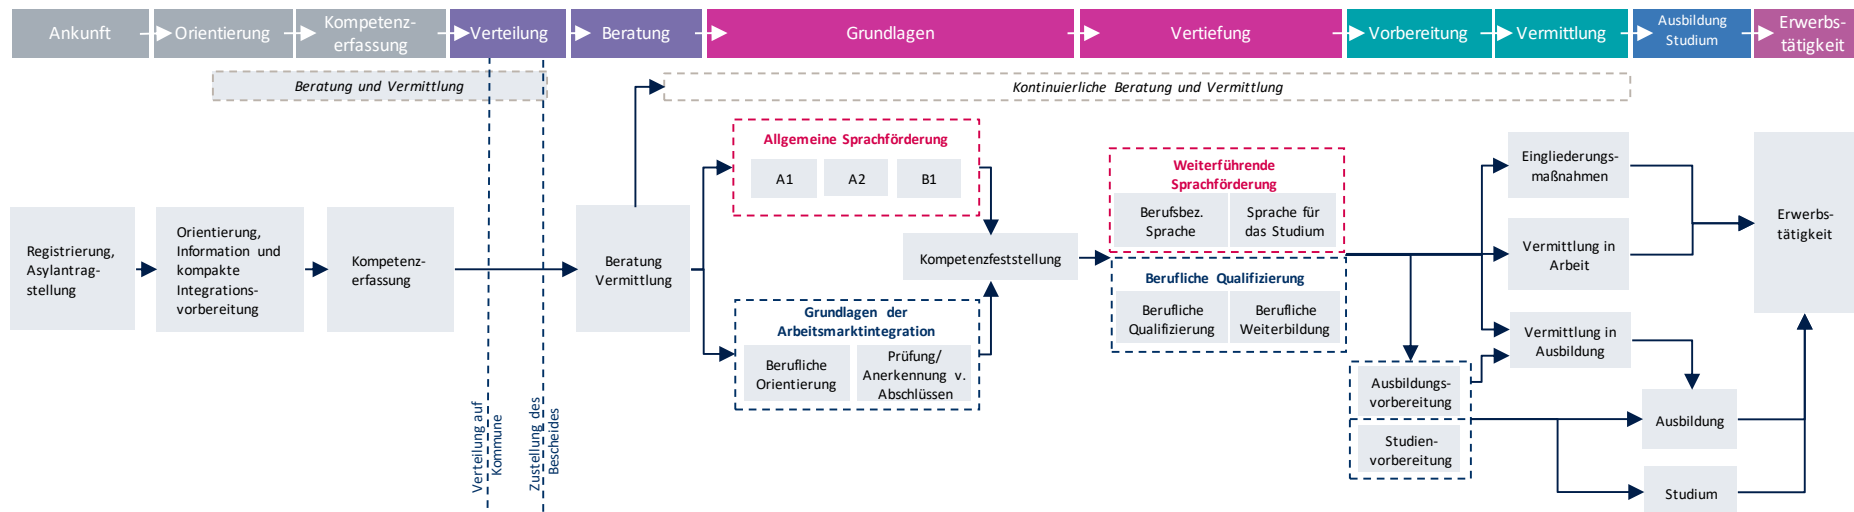 Ankunft
Orientierung
Kompetenz-
erfassung
Verteilung
Beratung
Grundlagen
Vertiefung
Vorbereitung
Vermittlung
Ausbildung
Studium
Erwerbs-
tätigkeit
Beratung und Vermittlung
Kontinuierliche Beratung und Vermittlung
Registrierung,
Asylantrag-
stellung
Orientierung,
Information und
kompakte
Integrations-
vorbereitung
Kompetenz-
erfassung
Verteilung auf
Kommune
Zustellung des
Bescheides
Beratung
Vermittlung
Allgemeine Sprachförderung
A1
A2
B1
Grundlagen der
Arbeitsmarktintegration
Berufliche
Orientierung
Prüfung/
Anerkennung v.
Abschlüssen
Kompetenzfeststellung
Weiterführende
Sprachförderung
Berufsbez.
Sprache
Sprache für
das Studium
Berufliche Qualifizierung
Berufliche
Qualifizierung
Berufliche
Weiterbildung
Ausbildungs-
vorbereitung
Studien-
vorbereitung
Eingliederungs-
maßnahmen
Vermittlung in
Arbeit
Vermittlung in
Ausbildung
Ausbildung
Studium
Erwerbs-
tätigkeit